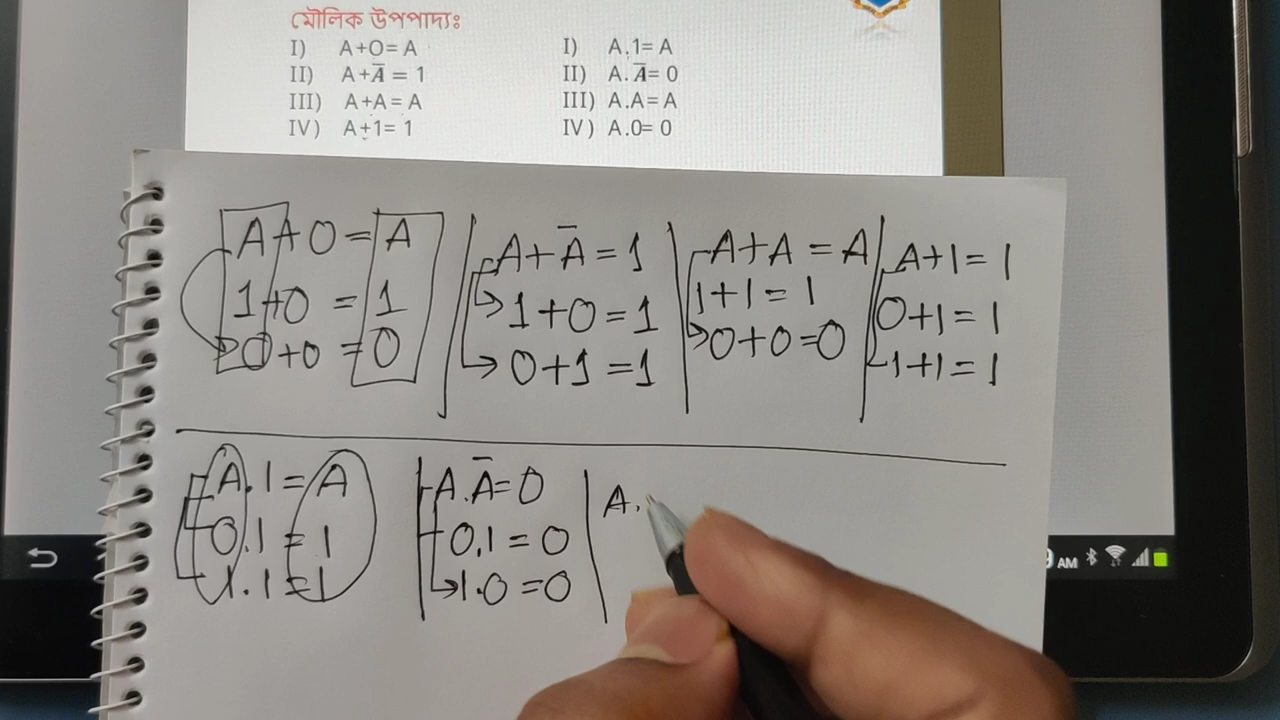 মৌলিক উপপাদ্যঃ
I) A+O= A
II) A+A̅ = 1
III) A+A = A
IV) A+1= 1
I) A.1= A
II) A. A̅= 0
III) A.A= A
IV) A.0= 0
A+0=A
1+0 = 1
0+0 = 0
A+A̅=1
1+0=1
0+1=1
A+A=A
1+1=1
0+0=0
A+1=1
0+1=1
1+1=1
A.1=A
0.1=1
1.1=1
A.A̅=0
0.1=0
1.0=0
A.
AM